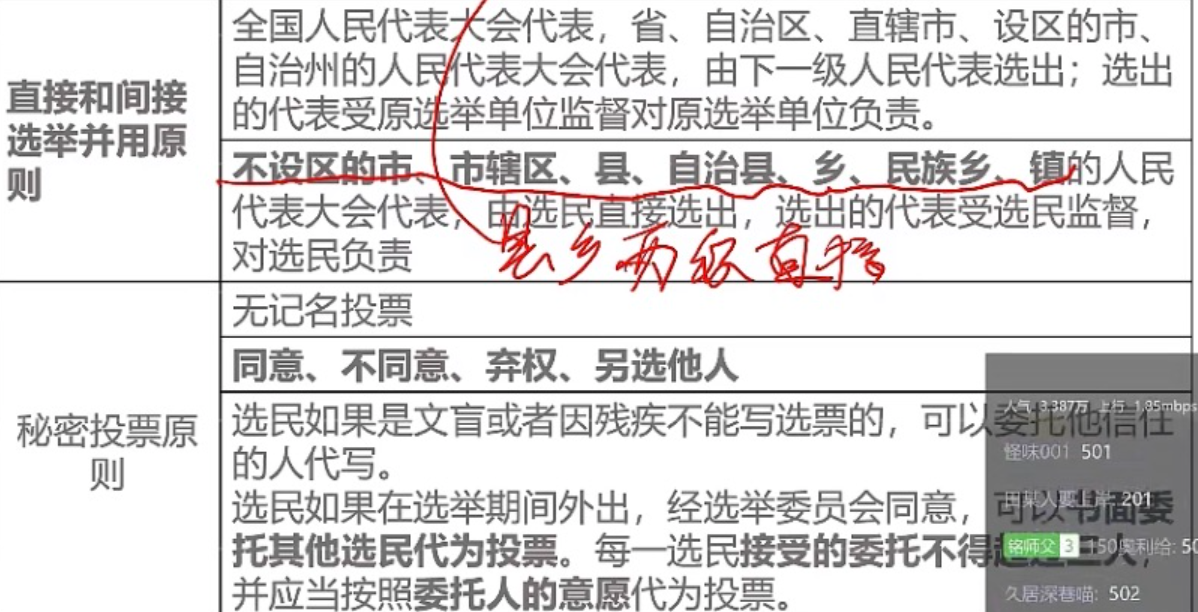 全国人民代表大会代表，省、自治区、直辖市、设区的市、
自治州的人民代表大会代表，由下一级人民代表选出；选出
的代表受原选举单位监督对原选举单位负责。
直接和间接
选举并用原
则
不设区的市、市辖区、县、自治县、乡、民族乡、镇的人民
代表大会代表，由选民直接选出，选出的代表受选民监督，
对选民负责
县乡两级直接
无记名投票
同意、不同意、弃权、另选他人
秘密投票原
则
选民如果是文盲或者因残疾不能写选票的，可以委托他信任
的人代写。
选民如果在选举期间外出，经选举委员会同意，可以书面委
托其他选民代为投票。每一选民接受的委托不得超过三人，
并应当按照委托人的意愿代为投票。
人气: 3.387万 上行: 1.85mbps
怪味001 501
田某人要上岸 201
铭师父 3 150奥利给: 50
久居深巷喵: 502